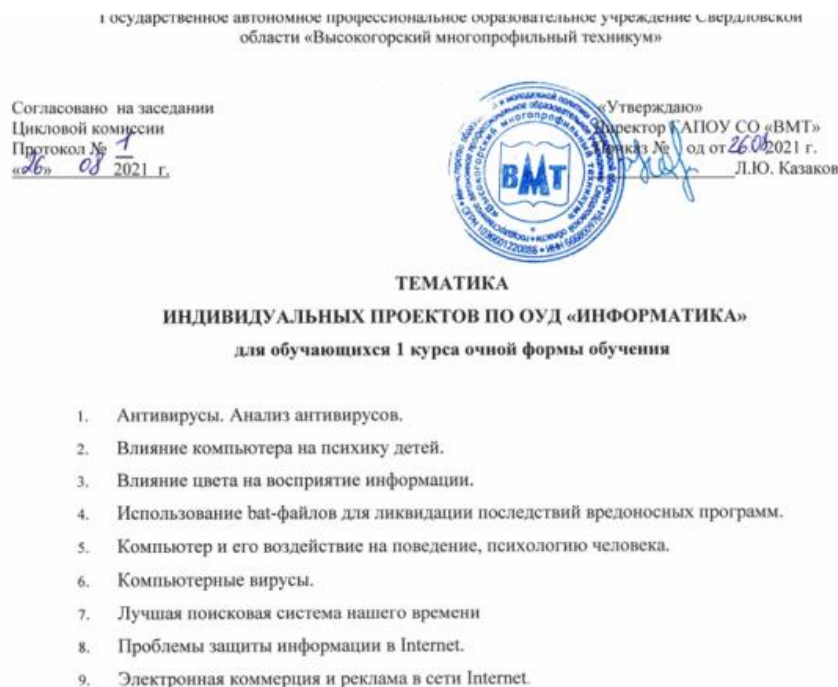 Государственное автономное профессиональное образовательное учреждение Свердловской
области «Высокогорский многопрофильный техникум»
Согласовано на заседании
Цикловой комиссии
Протокол № 1
«26» 08 2021 г.
«Утверждаю»
Директор ГАПОУ СО «ВМТ»
Приказ № од от 26.08 2021 г.
Л.Ю. Казаков
ВМТ
«Высокогорский многопрофильный техникум»
ТЕМАТИКА
ИНДИВИДУАЛЬНЫХ ПРОЕКТОВ ПО ОУД «ИНФОРМАТИКА»
для обучающихся 1 курса очной формы обучения
1. Антивирусы. Анализ антивирусов.
2. Влияние компьютера на психику детей.
3. Влияние цвета на восприятие информации.
4. Использование bat-файлов для ликвидации последствий вредоносных программ.
5. Компьютер и его воздействие на поведение, психологию человека.
6. Компьютерные вирусы.
7. Лучшая поисковая система нашего времени
8. Проблемы защиты информации в Internet.
9. Электронная коммерция и реклама в сети Internet.